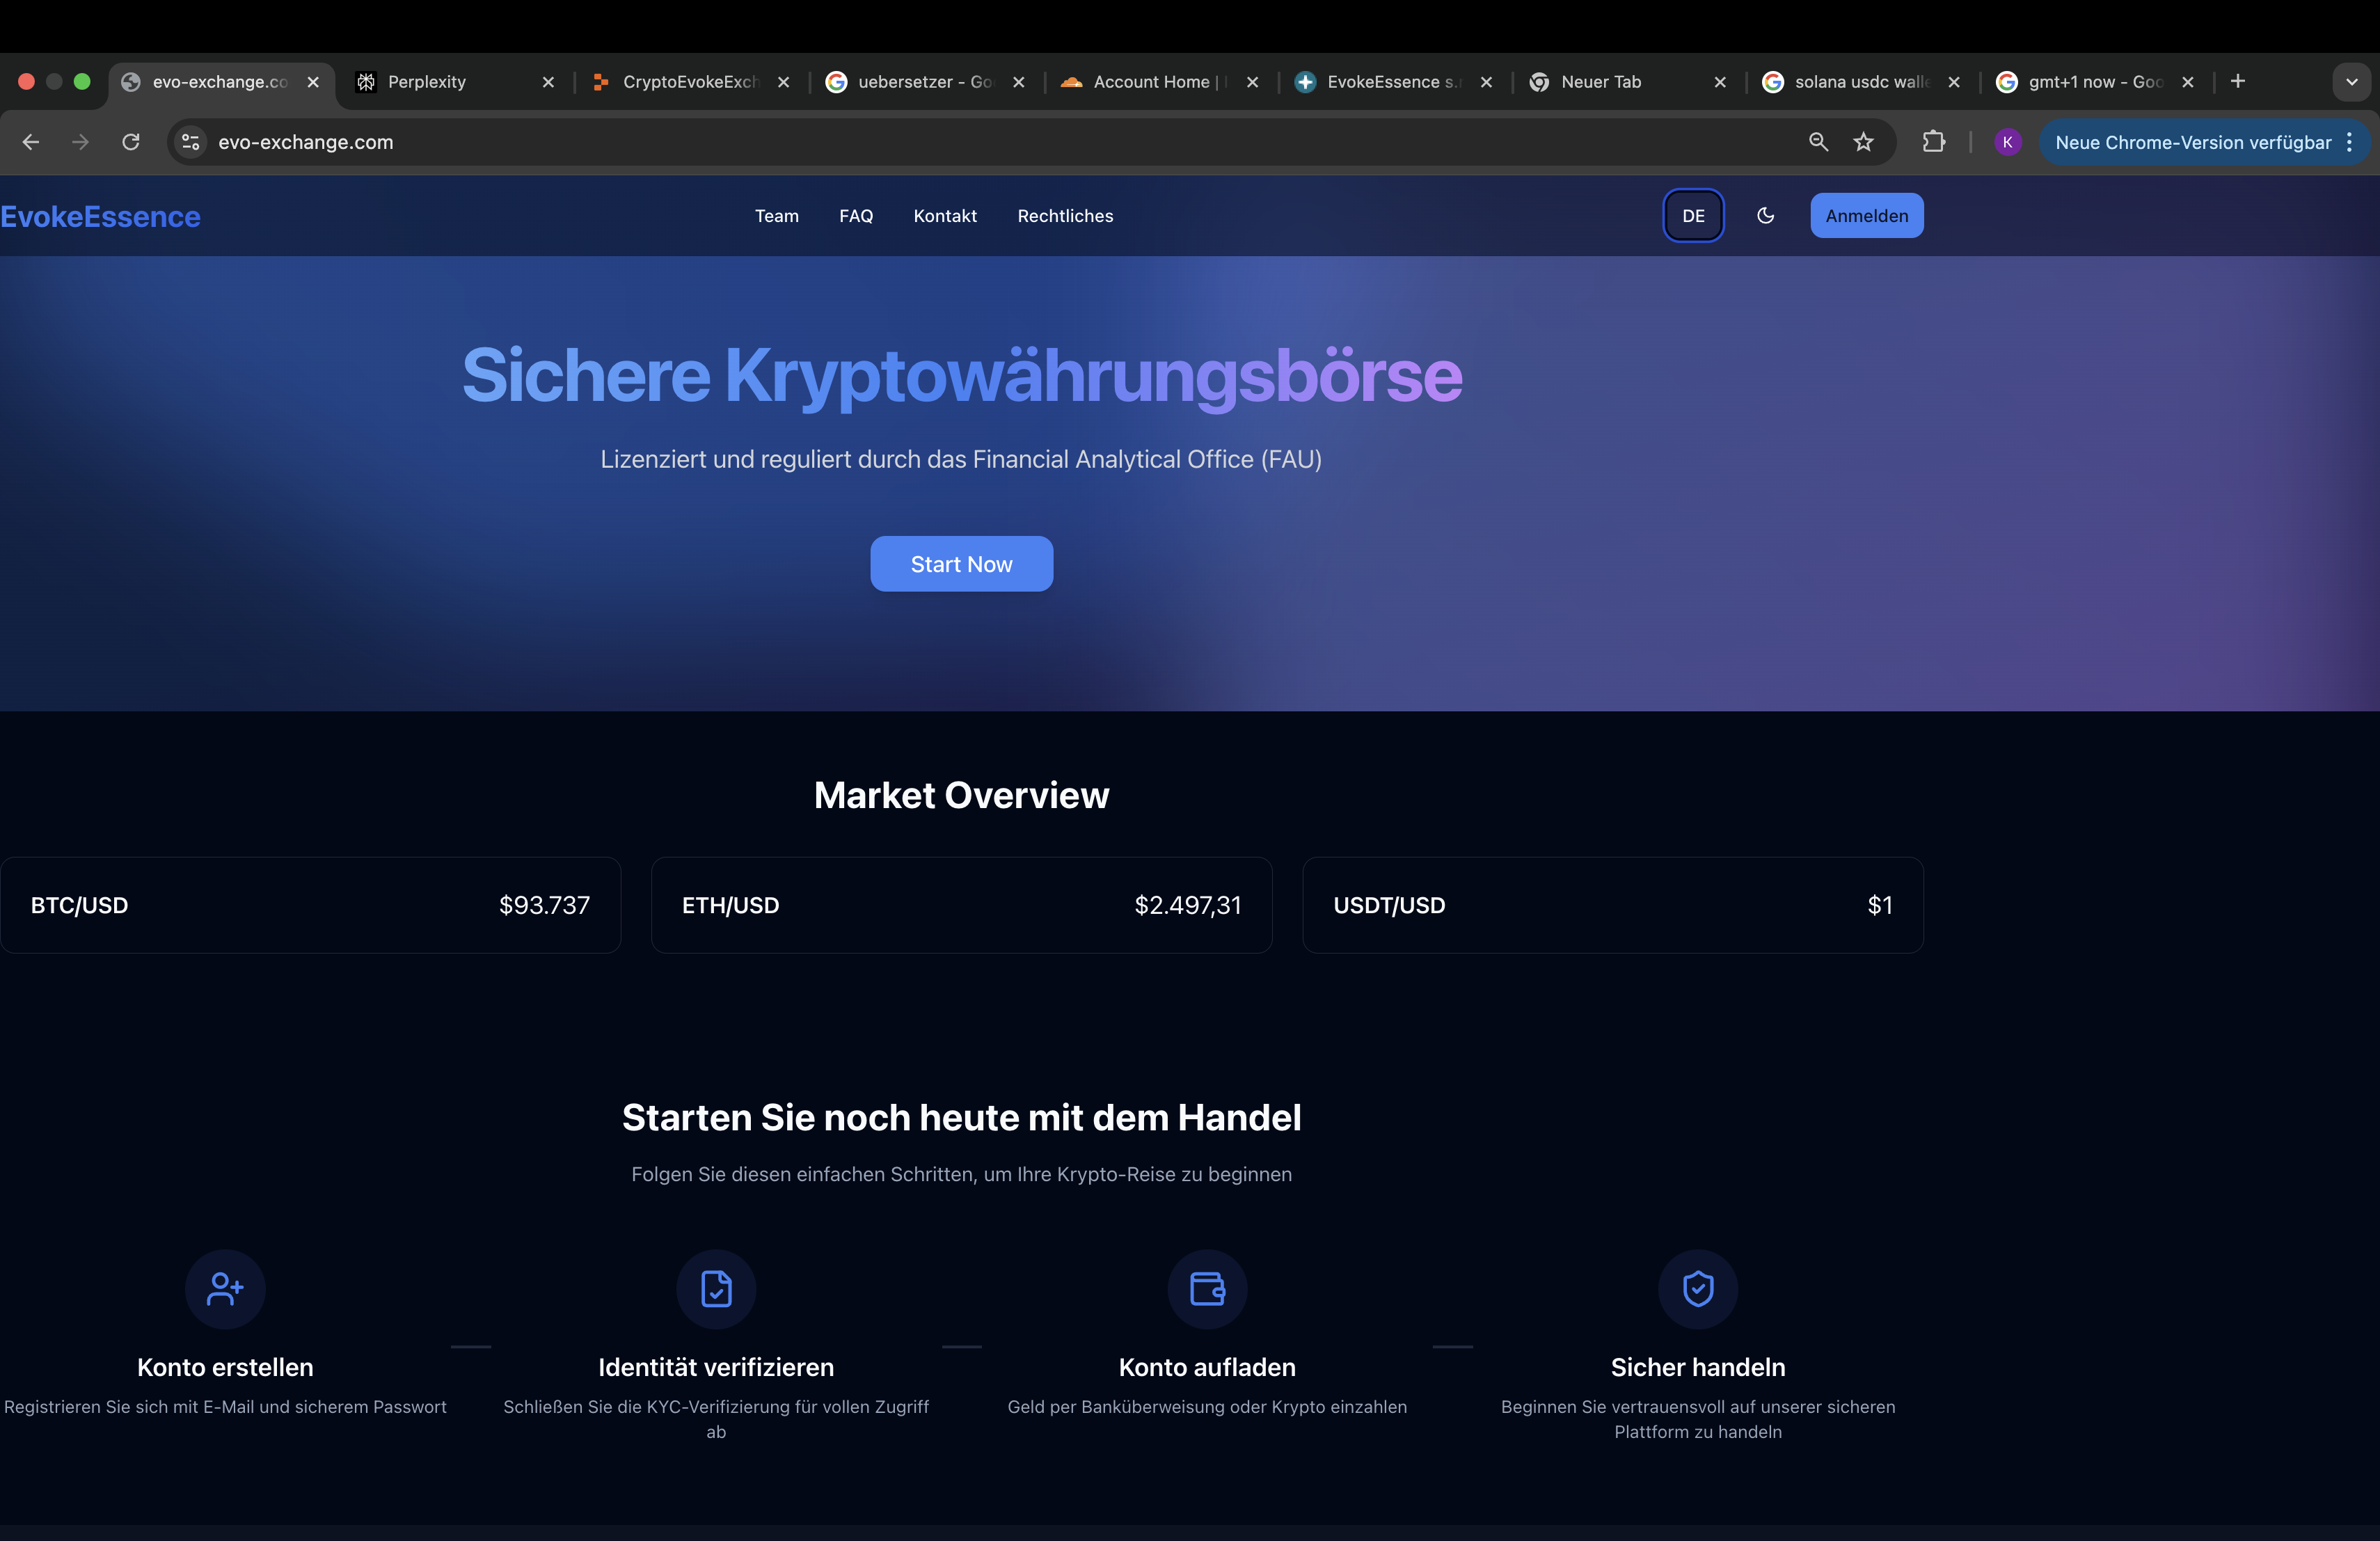 evo-exchange.co
Perplexity
CryptoEvokeExch
uebersetzer - Go
Account Home |
EvokeEssence s.r
Neuer Tab
solana usdc walle
gmt+1 now - Goo
evo-exchange.com
K
Neue Chrome-Version verfügbar
EvokeEssence
Team
FAQ
Kontakt
Rechtliches
DE
Anmelden
Sichere Kryptowährungsbörse
Lizenziert und reguliert durch das Financial Analytical Office (FAU)
Start Now
Market Overview
BTC/USD
$93.737
ETH/USD
$2.497,31
USDT/USD
$1
Starten Sie noch heute mit dem Handel
Folgen Sie diesen einfachen Schritten, um Ihre Krypto-Reise zu beginnen
Konto erstellen
Registrieren Sie sich mit E-Mail und sicherem Passwort
Identität verifizieren
Schließen Sie die KYC-Verifizierung für vollen Zugriff
ab
Konto aufladen
Geld per Banküberweisung oder Krypto einzahlen
Sicher handeln
Beginnen Sie vertrauensvoll auf unserer sicheren
Plattform zu handeln